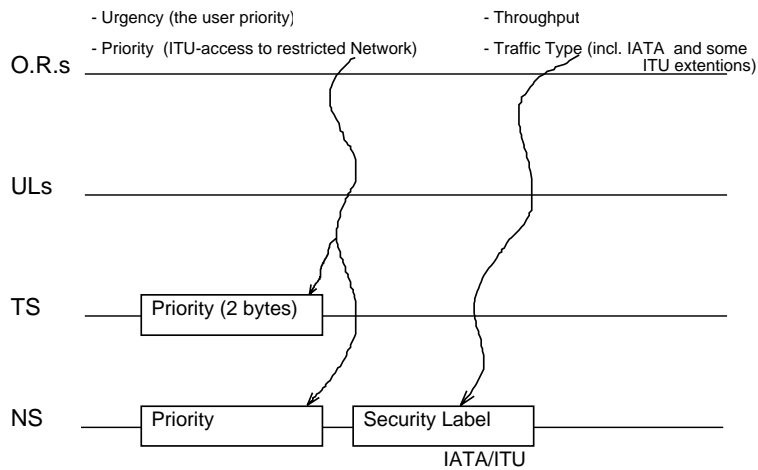 - Urgency (the user priority)
- Throughput
- Priority (ITU-access to restricted Network)
- Traffic Type (incl. IATA and some
ITU extentions)
O.R.s
ULs
TS
Priority (2 bytes)
NS
Priority
Security Label
IATA/ITU